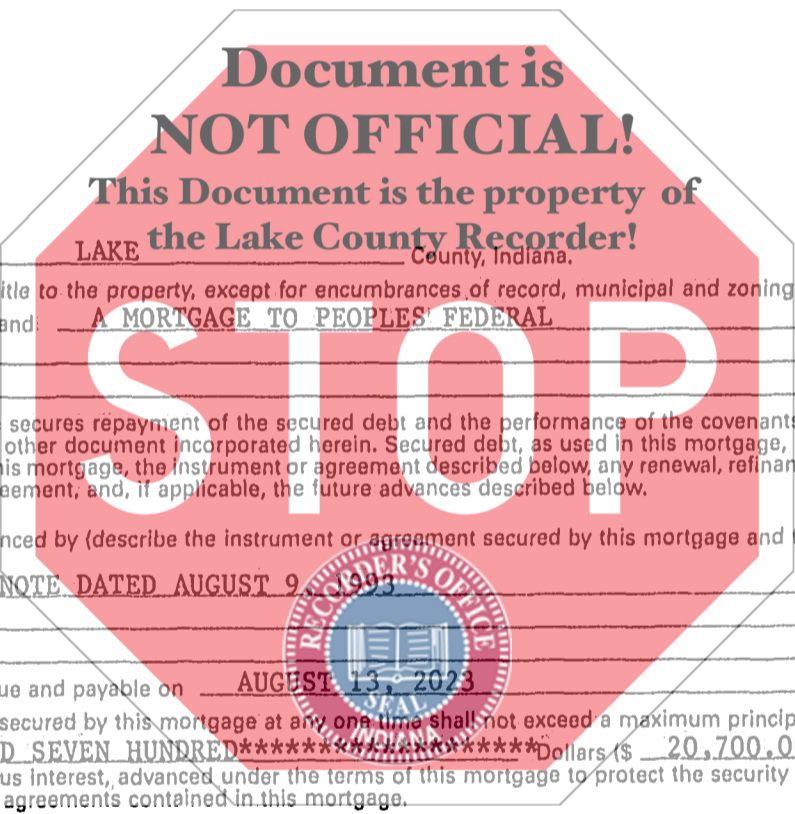 Document is
NOT OFFICIAL!
This Document is the property of
the Lake County Recorder!
LAKE County, Indiana.
itle to the property, except for encumbrances of record, municipal and zoning
and: A MORTGAGE TO PEOPLES' FEDERAL
STOP
secures repayment of the secured debt and the performance of the covenants
other document incorporated herein. Secured debt, as used in this mortgage,
his mortgage, the instrument or agreement described below, any renewal, refinan
eement, and, if applicable, the future advances described below.
nced by (describe the instrument or agreement secured by this mortgage and
NOTE DATED AUGUST 9, 1993
RECORDER'S OFFICE
SEAL
INDIANA
ue and payable on AUGUST 13, 2023
secured by this mortgage at any one time shall not exceed a maximum princip
D SEVEN HUNDRED********************Dollars ($ 20,700.0
us interest, advanced under the terms of this mortgage to protect the security
agreements contained in this mortgage.